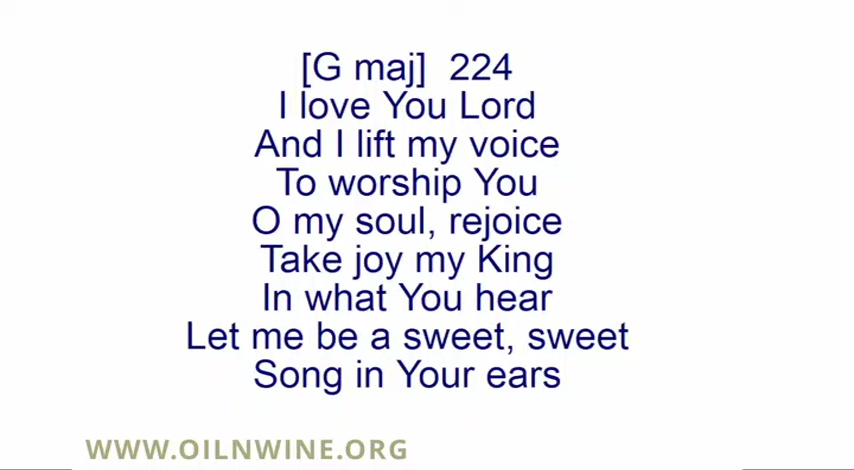 [G maj]  224
I love You Lord
And I lift my voice
To worship You
O my soul, rejoice
Take joy my King
In what You hear
Let me be a sweet, sweet
Song in Your ears
WWW.OILNWINE.ORG